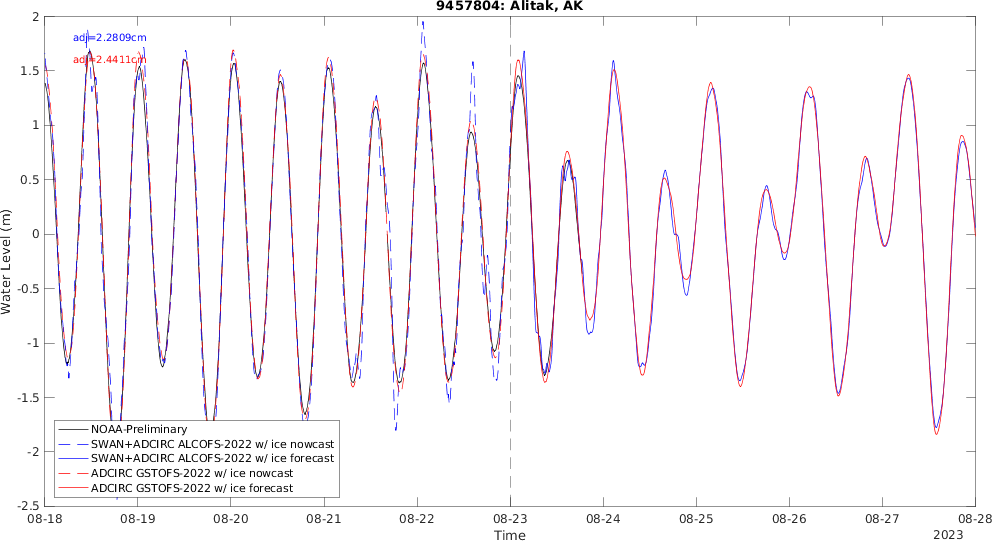 9457804: Alitak, AK
adj=2.2809cm
adj=2.4411cm
Water Level (m)
2
1.5
1
0.5
0
-0.5
-1
-1.5
-2
-2.5
NOAA-Preliminary
SWAN+ADCIRC ALCOFS-2022 w/ ice nowcast
SWAN+ADCIRC ALCOFS-2022 w/ ice forecast
ADCIRC GSTOFS-2022 w/ ice nowcast
ADCIRC GSTOFS-2022 w/ ice forecast
08-18 08-19 08-20 08-21 08-22 08-23 08-24 08-25 08-26 08-27 08-28
Time
2023